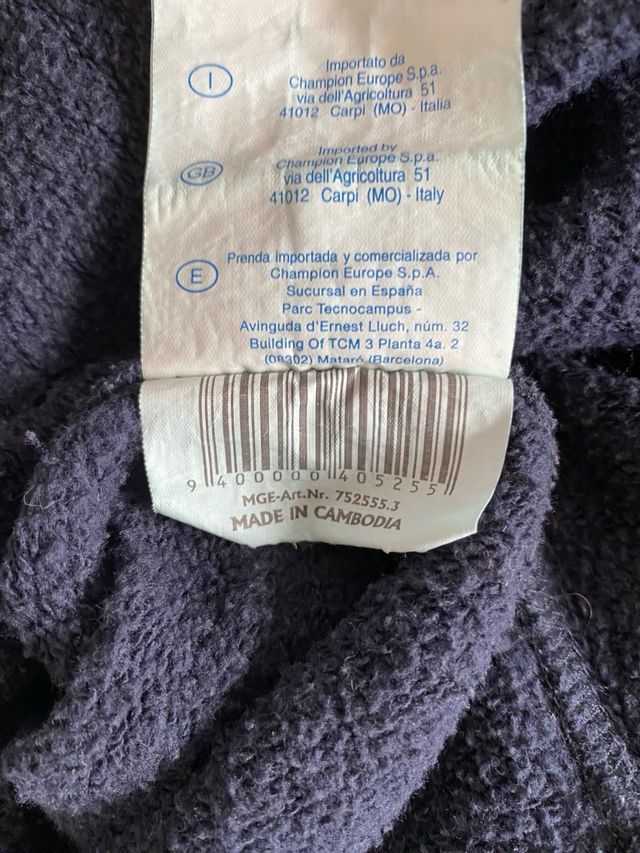 I
Importato da
Champion Europe S.p.a.
via dell'Agricoltura 51
41012 Carpi (MO) - Italia
GB
Imported by
Champion Europe S.p.a.
via dell'Agricoltura 51
41012 Carpi (MO) - Italy
E
Prenda importada y comercializada por
Champion Europe S.p.A.
Sucursal en España
Parc Tecnocampus -
Avinguda d'Ernest Lluch, núm. 32
Building Of TCM 3 Planta 4a. 2
(08302) Mataró (Barcelona)
9 400000 405255
MGE-Art.Nr. 752555.3
MADE IN CAMBODIA